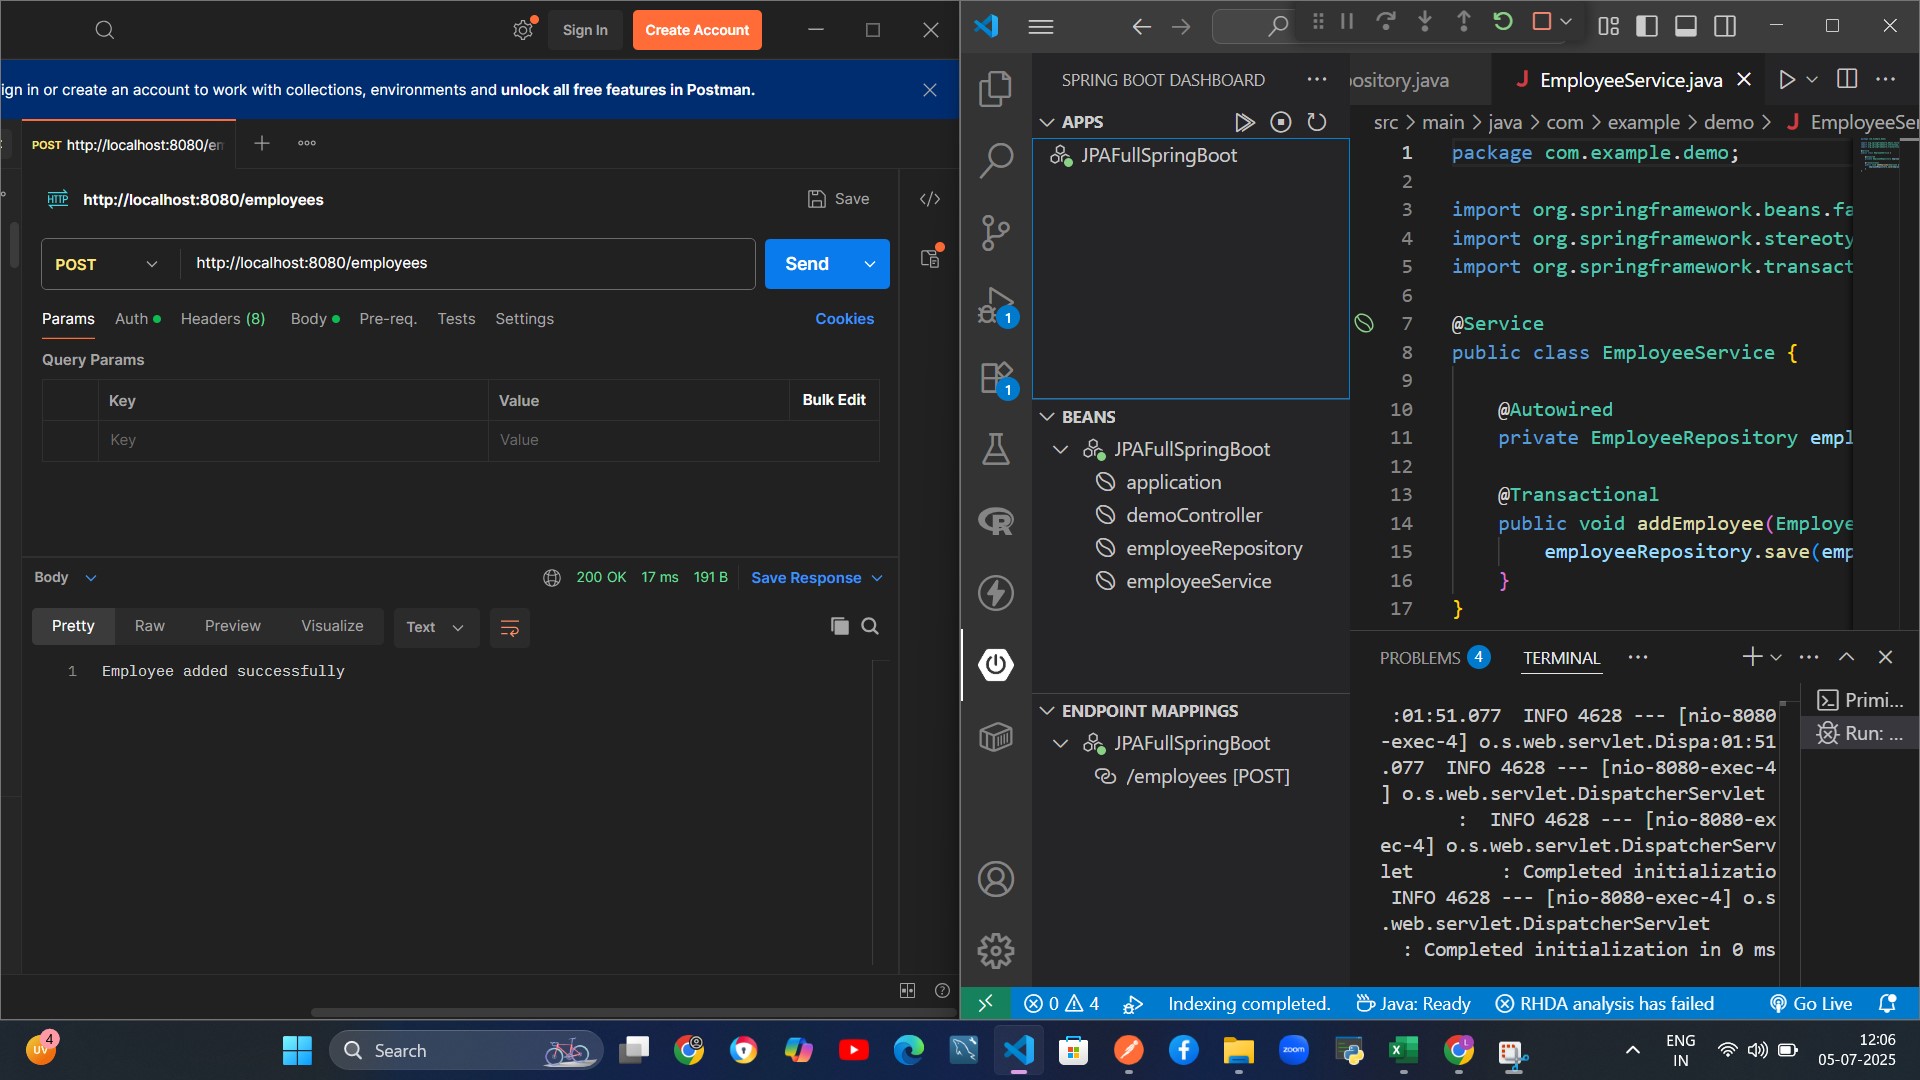 Sign In
Create Account
ign in or create an account to work with collections, environments and unlock all free features in Postman.
POST http://localhost:8080/en
HTTP http://localhost:8080/employees
Save
POST
http://localhost:8080/employees
Send
Params
Auth
Headers (8)
Body
Pre-req.
Tests
Settings
Cookies
Query Params
Key
Value
Bulk Edit
Key
Value
Body
200 OK
17 ms
191 B
Save Response
Pretty
Raw
Preview
Visualize
Text
1 Employee added successfully
SPRING BOOT DASHBOARD
APPS
JPAFullSpringBoot
BEANS
JPAFullSpringBoot
application
demoController
employeeRepository
employeeService
ENDPOINT MAPPINGS
JPAFullSpringBoot
/employees [POST]
1
1
ository.java
J EmployeeService.java
src > main > java > com > example > demo > J EmployeeSer
1 package com.example.demo;
2
3 import org.springframework.beans.fa
4 import org.springframework.stereoty
5 import org.springframework.transact
6
7 @Service
8 public class EmployeeService {
9
10 @Autowired
11 private EmployeeRepository empl
12
13 @Transactional
14 public void addEmployee(Employe
15 employeeRepository.save(emp
16 }
17 }
PROBLEMS 4
TERMINAL
:01:51.077  INFO 4628 --- [nio-8080
-exec-4] o.s.web.servlet.Dispa:01:51
.077  INFO 4628 --- [nio-8080-exec-4
] o.s.web.servlet.DispatcherServlet
:  INFO 4628 --- [nio-8080-ex
ec-4] o.s.web.servlet.DispatcherServ
let : Completed initializatio
INFO 4628 --- [nio-8080-exec-4] o.s
.web.servlet.DispatcherServlet
: Completed initialization in 0 ms
Primi...
Run: ...
0 4
Indexing completed.
Java: Ready
RHDA analysis has failed
Go Live
4
UV
Search
zoom
ENG
IN
12:06
05-07-2025